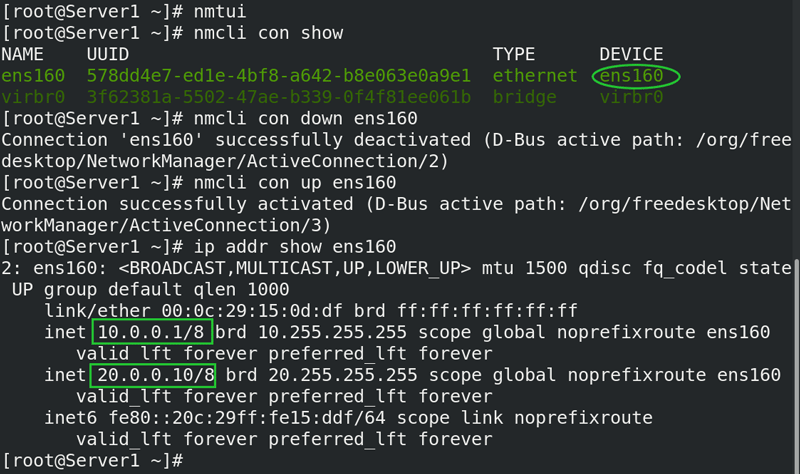 [root@Server1 ~]# nmtui
[root@Server1 ~]# nmcli con show
NAME    UUID                                  TYPE      DEVICE
ens160  578dd4e7-ed1e-4bf8-a642-b8e063e0a9e1  ethernet  ens160
virbr0  3f62381a-5502-47ae-b339-0f4f81ee061b  bridge    virbr0
[root@Server1 ~]# nmcli con down ens160
Connection 'ens160' successfully deactivated (D-Bus active path: /org/free
desktop/NetworkManager/ActiveConnection/2)
[root@Server1 ~]# nmcli con up ens160
Connection successfully activated (D-Bus active path: /org/freedesktop/Net
workManager/ActiveConnection/3)
[root@Server1 ~]# ip addr show ens160
2: ens160: <BROADCAST,MULTICAST,UP,LOWER_UP> mtu 1500 qdisc fq_codel state
 UP group default qlen 1000
    link/ether 00:0c:29:15:0d:df brd ff:ff:ff:ff:ff:ff
    inet 10.0.0.1/8 brd 10.255.255.255 scope global noprefixroute ens160
       valid_lft forever preferred_lft forever
    inet 20.0.0.10/8 brd 20.255.255.255 scope global noprefixroute ens160
       valid_lft forever preferred_lft forever
    inet6 fe80::20c:29ff:fe15:ddf/64 scope link noprefixroute
       valid_lft forever preferred_lft forever
[root@Server1 ~]#